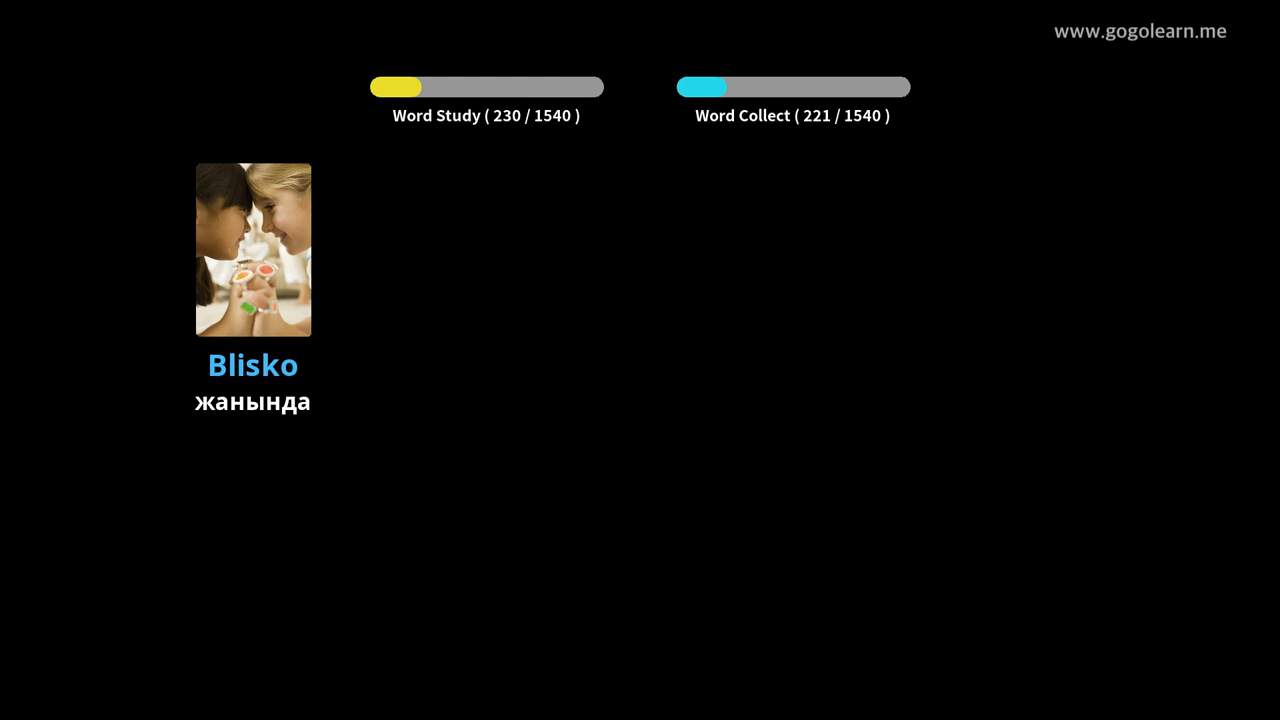 www.gogolearn.me
Word Study ( 230 / 1540 )
Word Collect ( 221 / 1540 )
Blisko
жанында